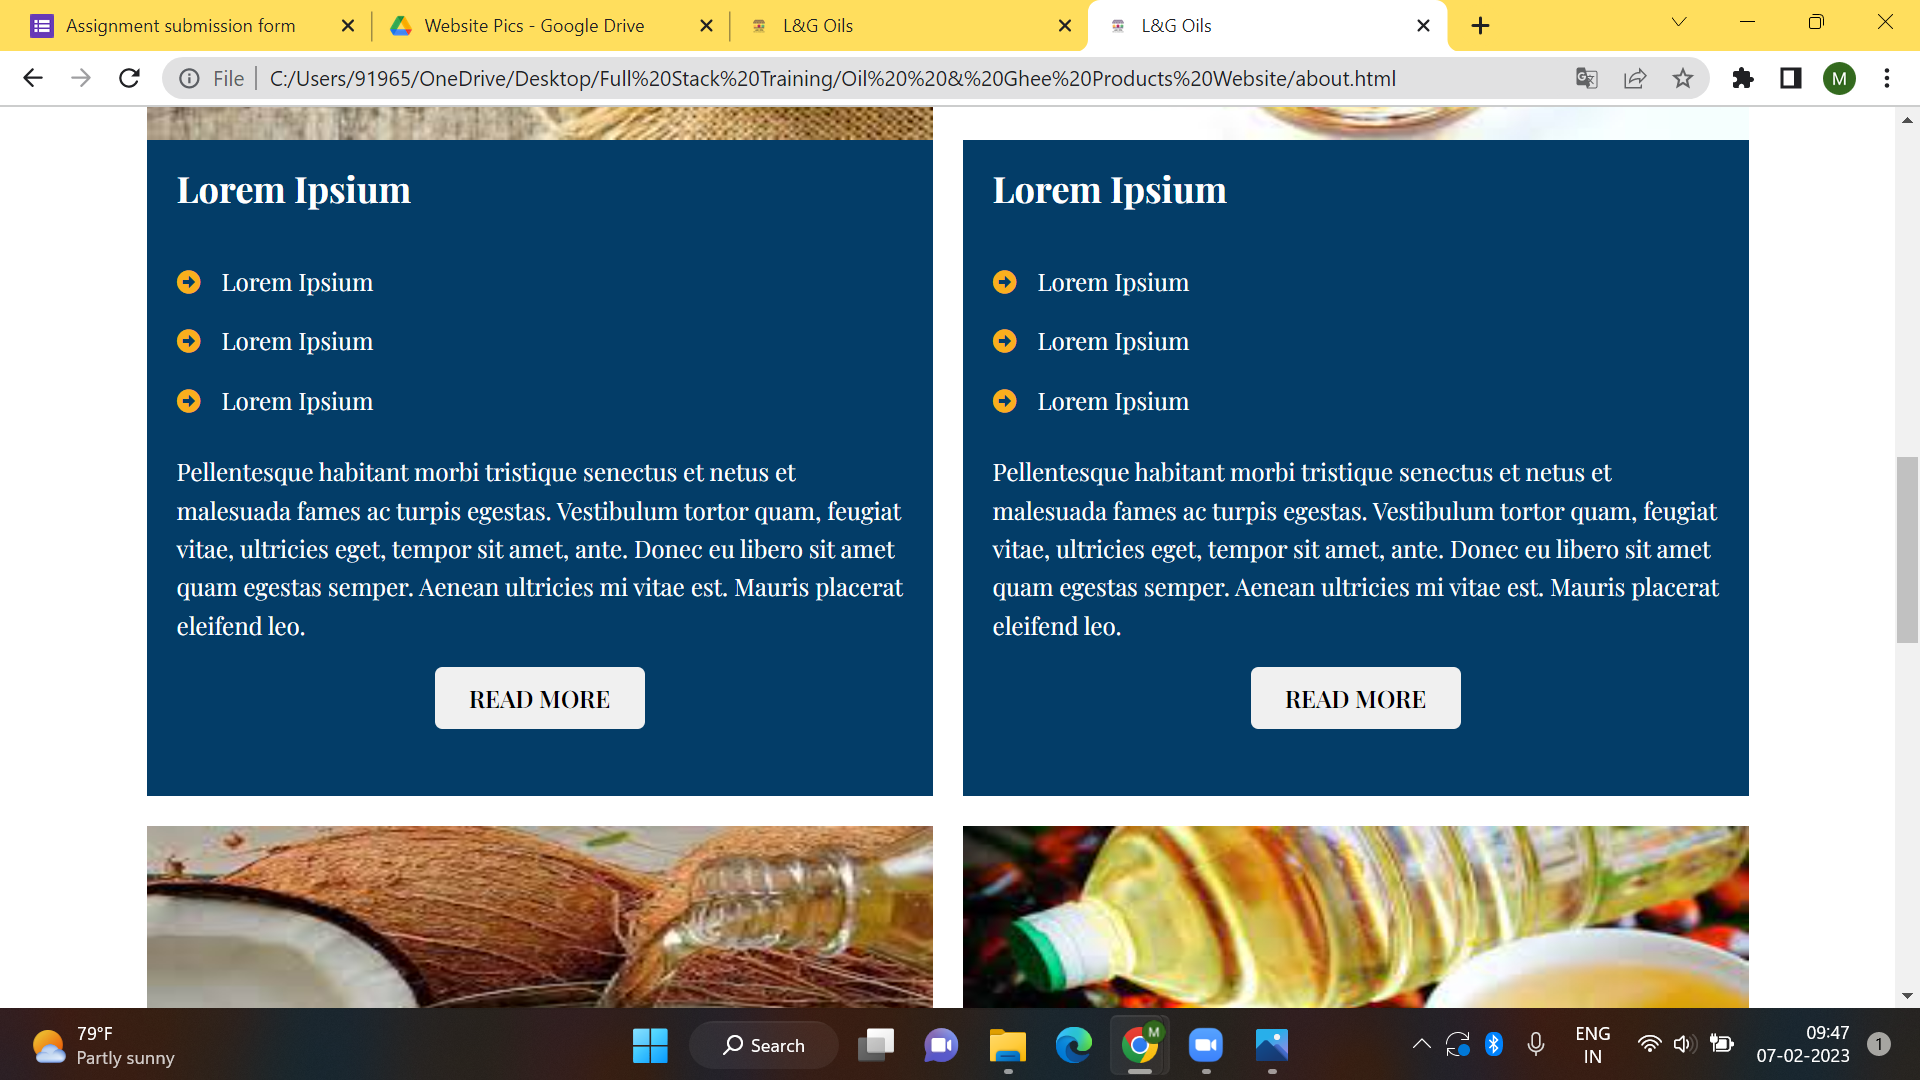 Assignment submission form
Website Pics - Google Drive
L&G Oils
L&G Oils
File
C:/Users/91965/OneDrive/Desktop/Full%20Stack%20Training/Oil%20%20&%20Ghee%20Products%20Website/about.html
M
Lorem Ipsium
Lorem Ipsium
Lorem Ipsium
Lorem Ipsium
Pellentesque habitant morbi tristique senectus et netus et
malesuada fames ac turpis egestas. Vestibulum tortor quam, feugiat
vitae, ultricies eget, tempor sit amet, ante. Donec eu libero sit amet
quam egestas semper. Aenean ultricies mi vitae est. Mauris placerat
eleifend leo.
READ MORE
Lorem Ipsium
Lorem Ipsium
Lorem Ipsium
Lorem Ipsium
Pellentesque habitant morbi tristique senectus et netus et
malesuada fames ac turpis egestas. Vestibulum tortor quam, feugiat
vitae, ultricies eget, tempor sit amet, ante. Donec eu libero sit amet
quam egestas semper. Aenean ultricies mi vitae est. Mauris placerat
eleifend leo.
READ MORE
79°F
Partly sunny
Search
M
ENG
IN
09:47
07-02-2023
1